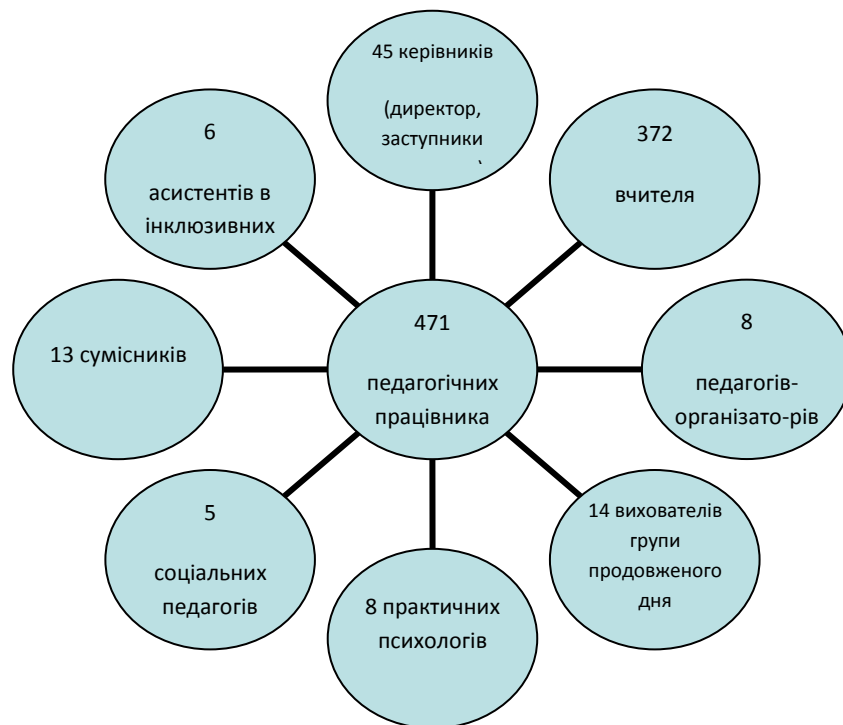 45 керівників
(директор,
заступники
372
вчителя
8
педагогів-
організато-рів
14 вихователів
групи
продовженого
дня
8 практичних
психологів
5
соціальних
педагогів
13 сумісників
6
асистентів в
інклюзивних
471
педагогічних
працівника